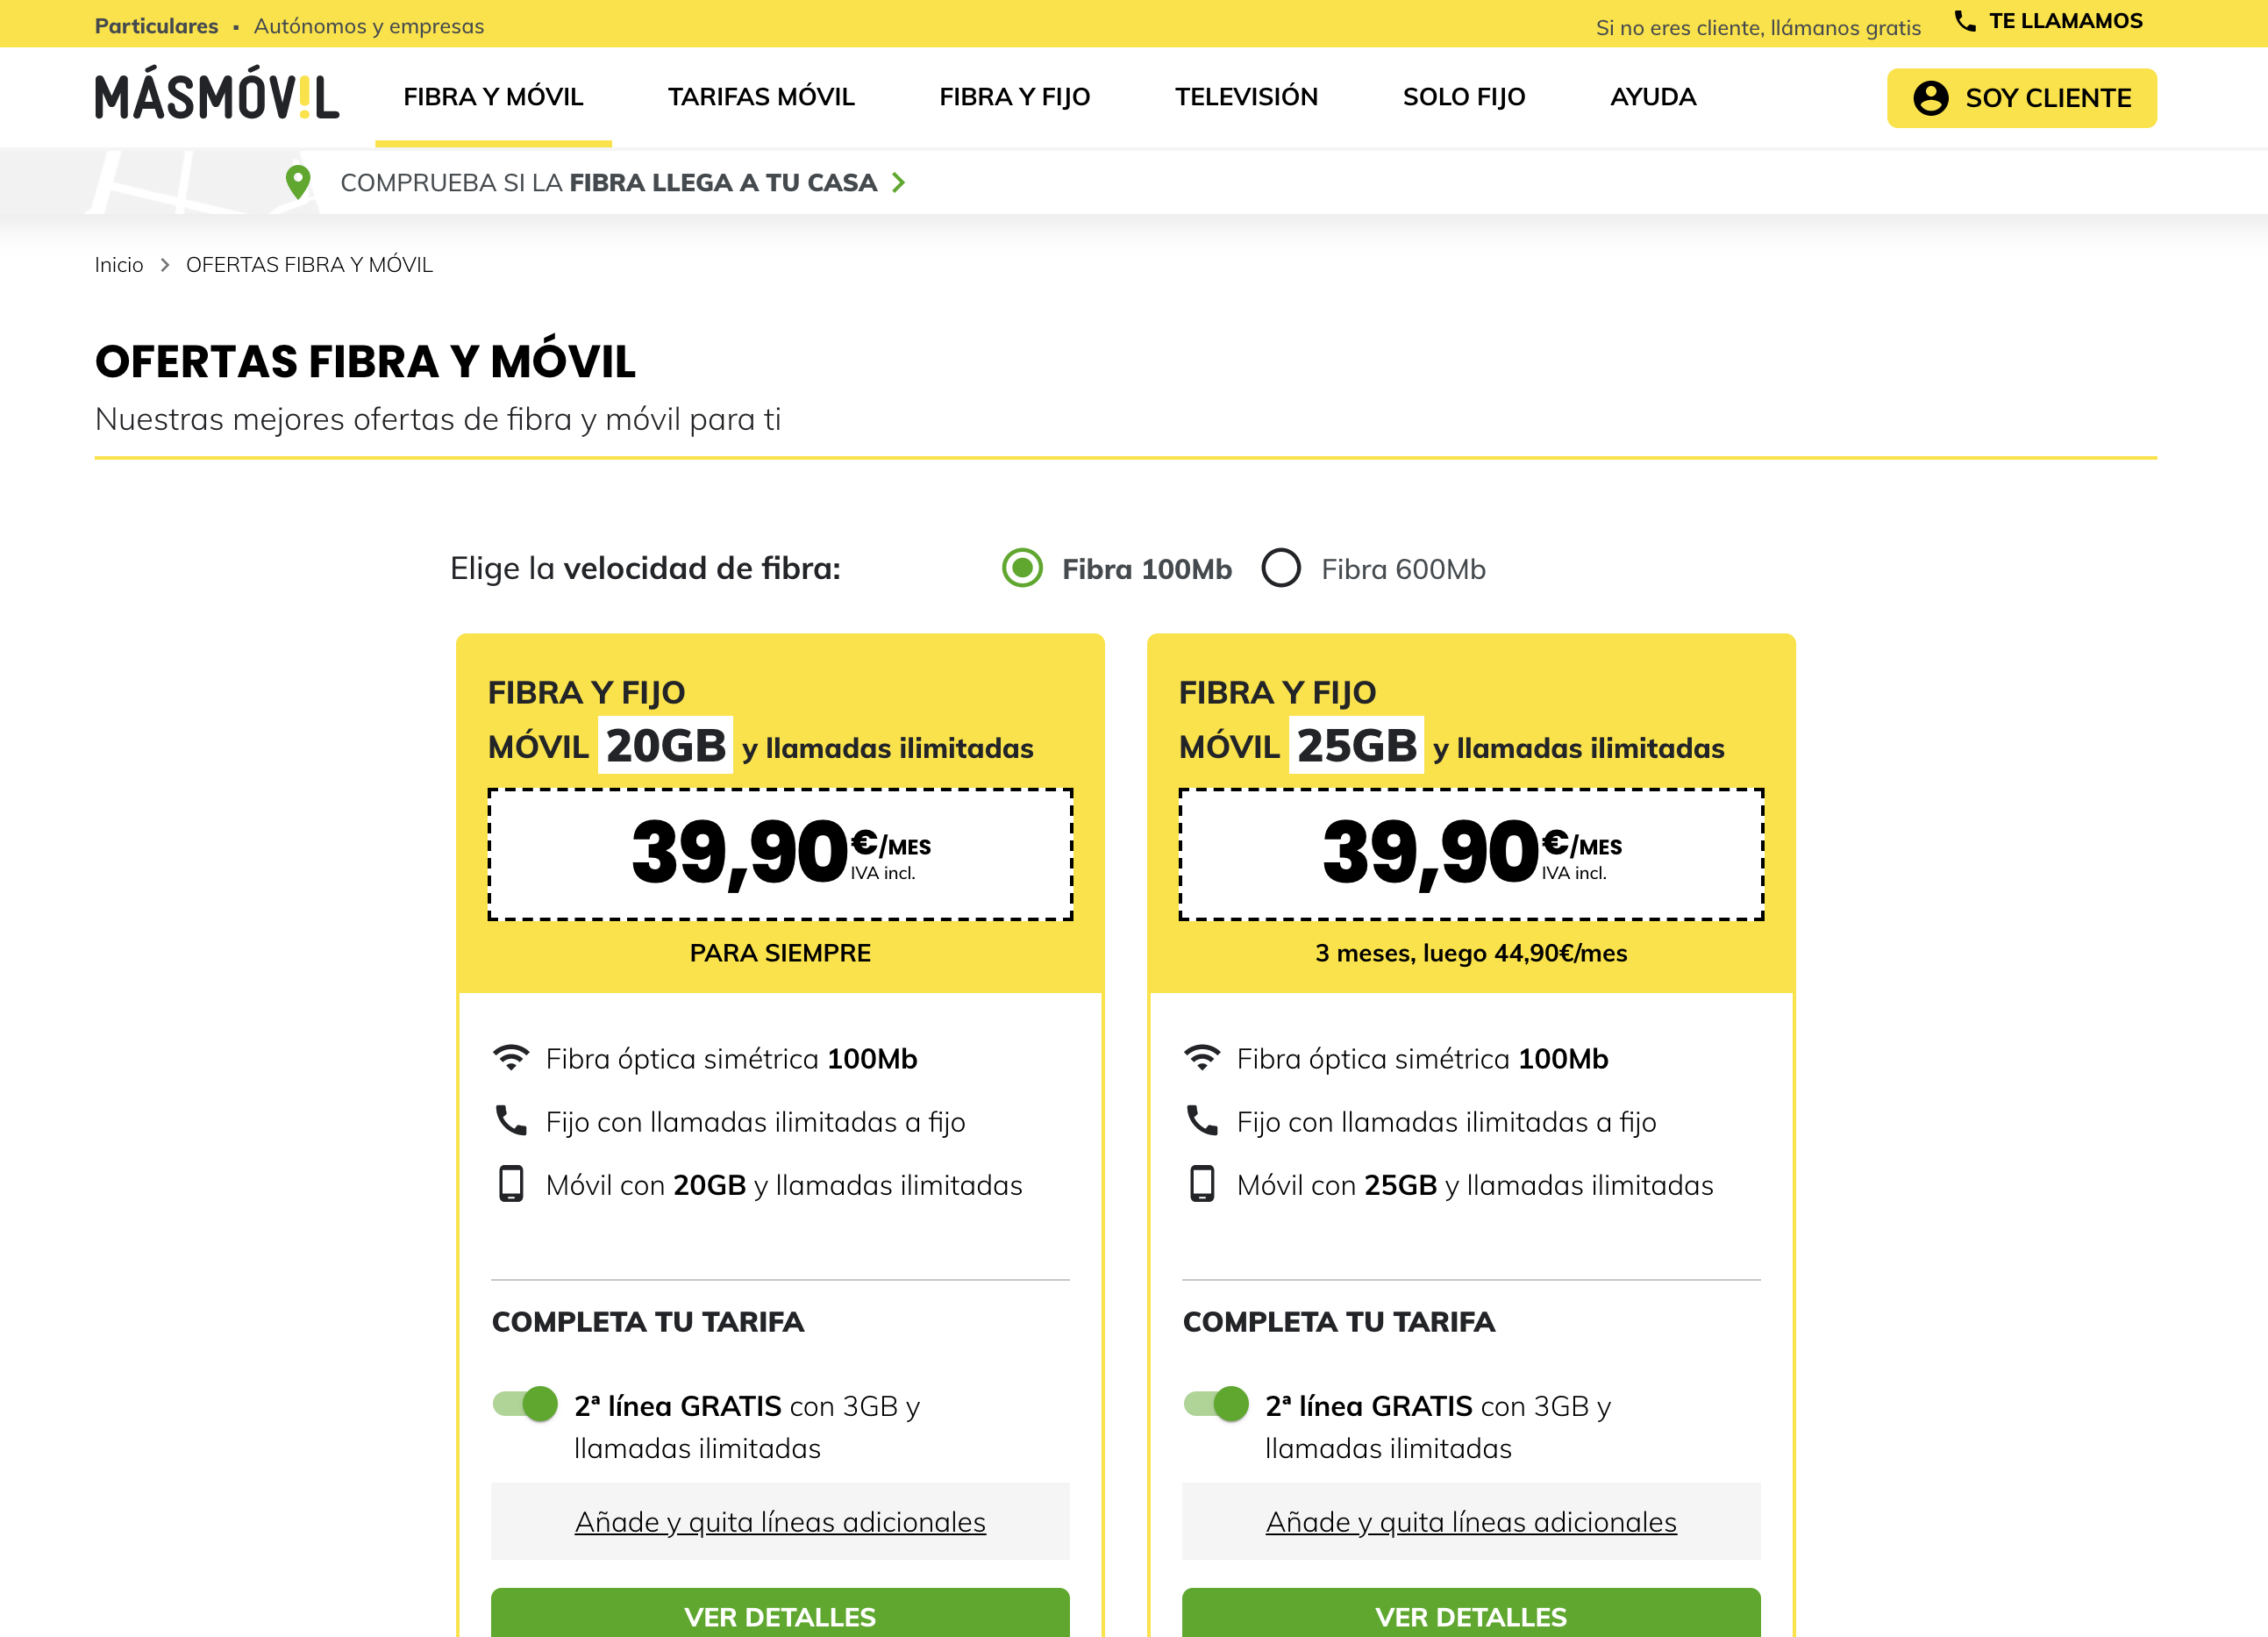 Particulares ▪ Autónomos y empresas
Si no eres cliente, llámanos gratis TE LLAMAMOS
MÁSMÓV!L FIBRA Y MÓVIL TARIFAS MÓVIL FIBRA Y FIJO TELEVISIÓN SOLO FIJO AYUDA SOY CLIENTE
COMPRUEBA SI LA FIBRA LLEGA A TU CASA
Inicio > OFERTAS FIBRA Y MÓVIL
OFERTAS FIBRA Y MÓVIL
Nuestras mejores ofertas de fibra y móvil para ti
Elige la velocidad de fibra: Fibra 100Mb Fibra 600Mb
FIBRA Y FIJO
MÓVIL 20GB y llamadas ilimitadas
39,90€/MES
IVA incl.
PARA SIEMPRE
Fibra óptica simétrica 100Mb
Fijo con llamadas ilimitadas a fijo
Móvil con 20GB y llamadas ilimitadas
COMPLETA TU TARIFA
2ª línea GRATIS con 3GB y
llamadas ilimitadas
Añade y quita líneas adicionales
VER DETALLES
FIBRA Y FIJO
MÓVIL 25GB y llamadas ilimitadas
39,90€/MES
IVA incl.
3 meses, luego 44,90€/mes
Fibra óptica simétrica 100Mb
Fijo con llamadas ilimitadas a fijo
Móvil con 25GB y llamadas ilimitadas
COMPLETA TU TARIFA
2ª línea GRATIS con 3GB y
llamadas ilimitadas
Añade y quita líneas adicionales
VER DETALLES